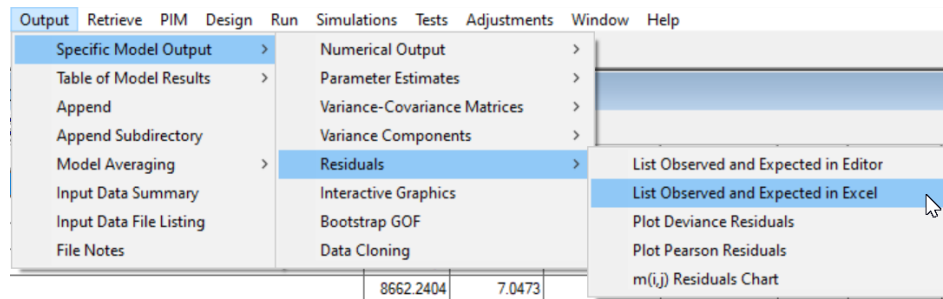 Output Retrieve PIM Design Run Simulations Tests Adjustments Window Help
Specific Model Output
Table of Model Results
Append
Append Subdirectory
Model Averaging
Input Data Summary
Input Data File Listing
File Notes
Numerical Output
Parameter Estimates
Variance-Covariance Matrices
Variance Components
Residuals
Interactive Graphics
Bootstrap GOF
Data Cloning
List Observed and Expected in Editor
List Observed and Expected in Excel
Plot Deviance Residuals
Plot Pearson Residuals
m(i,j) Residuals Chart
8662.2404 7.0473